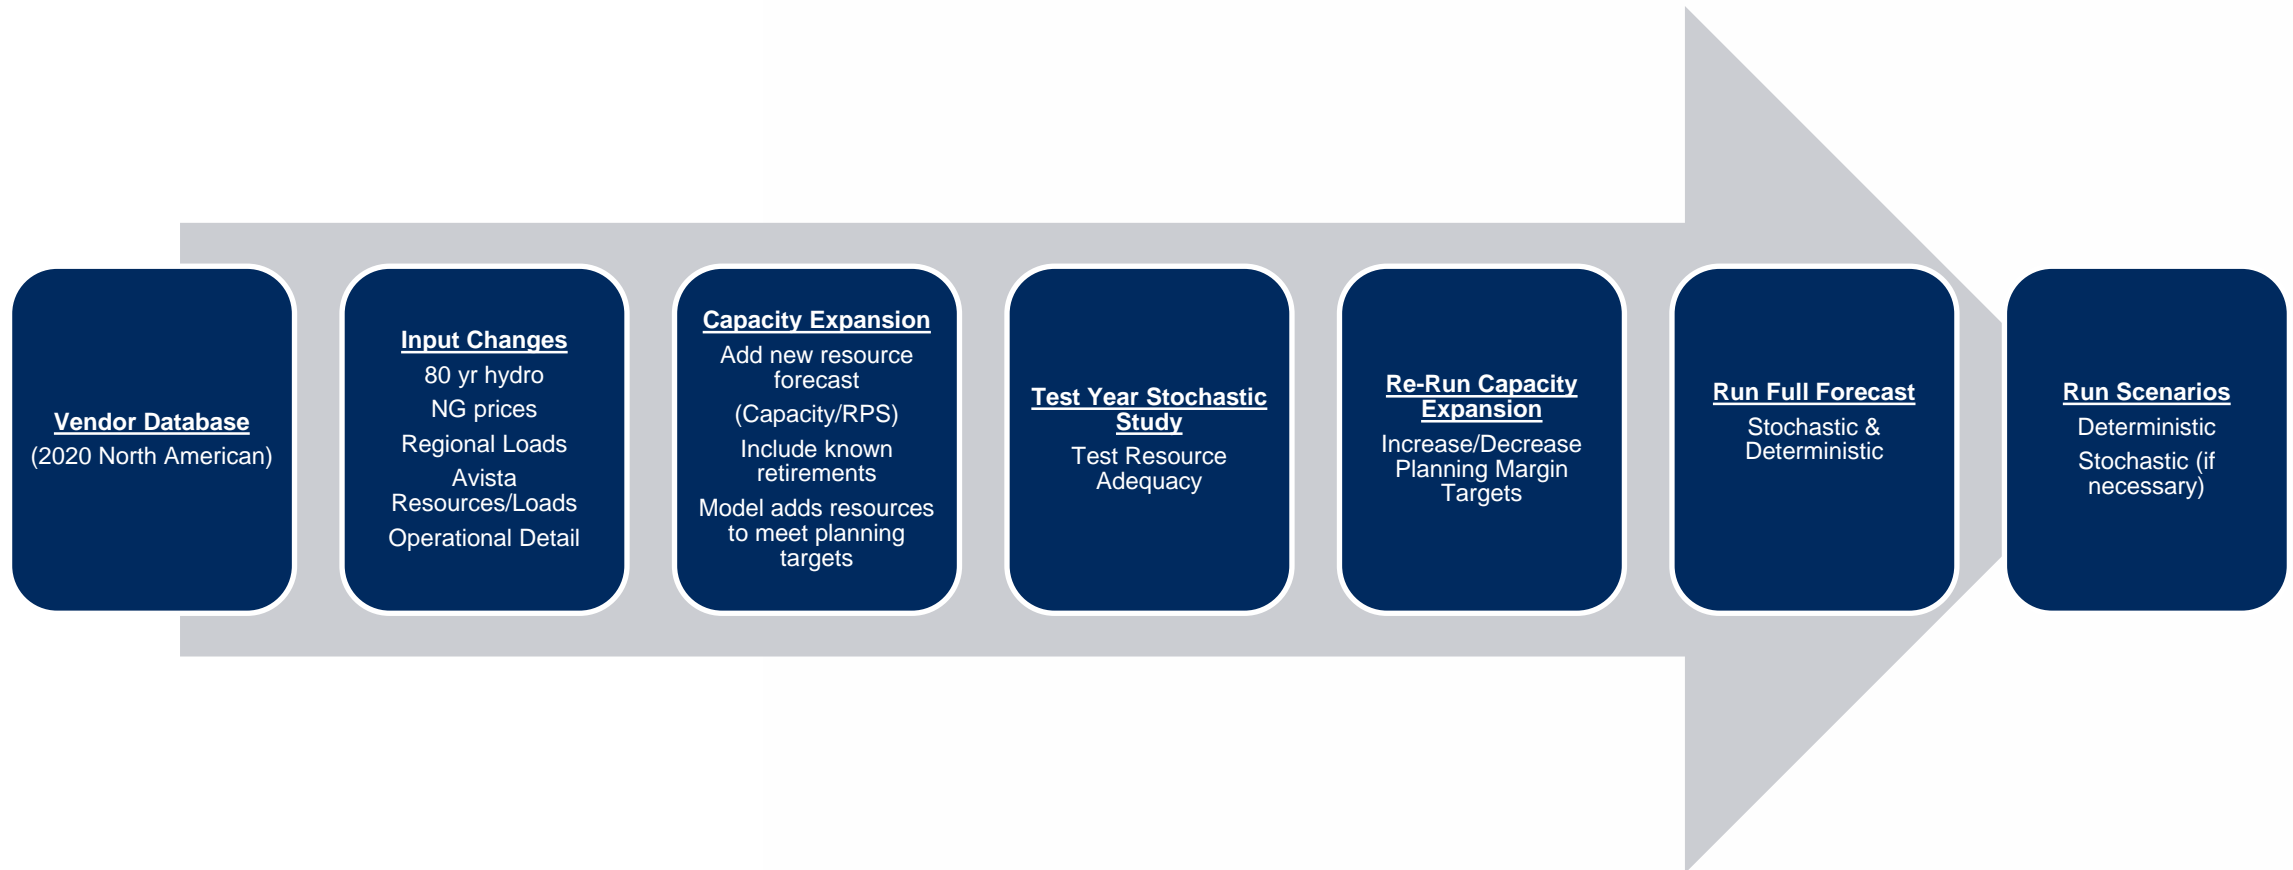 Vendor Database
(2020 North American)
Input Changes
80 yr hydro
NG prices
Regional Loads
Avista
Resources/Loads
Operational Detail
Capacity Expansion
Add new resource
forecast
(Capacity/RPS)
Include known
retirements
Model adds resources
to meet planning
targets
Test Year Stochastic
Study
Test Resource
Adequacy
Re-Run Capacity
Expansion
Increase/Decrease
Planning Margin
Targets
Run Full Forecast
Stochastic &
Deterministic
Run Scenarios
Deterministic
Stochastic (if
necessary)